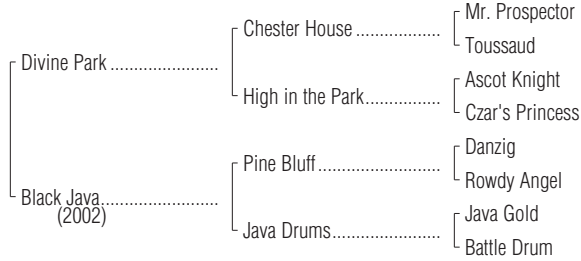 Mr. Prospector
Chester House ..................
Toussaud
Divine Park ......................
Ascot Knight
High in the Park................
Czar's Princess
Danzig
Pine Bluff.........................
Rowdy Angel
Black Java........................
(2002)
Java Gold
Java Drums......................
Battle Drum